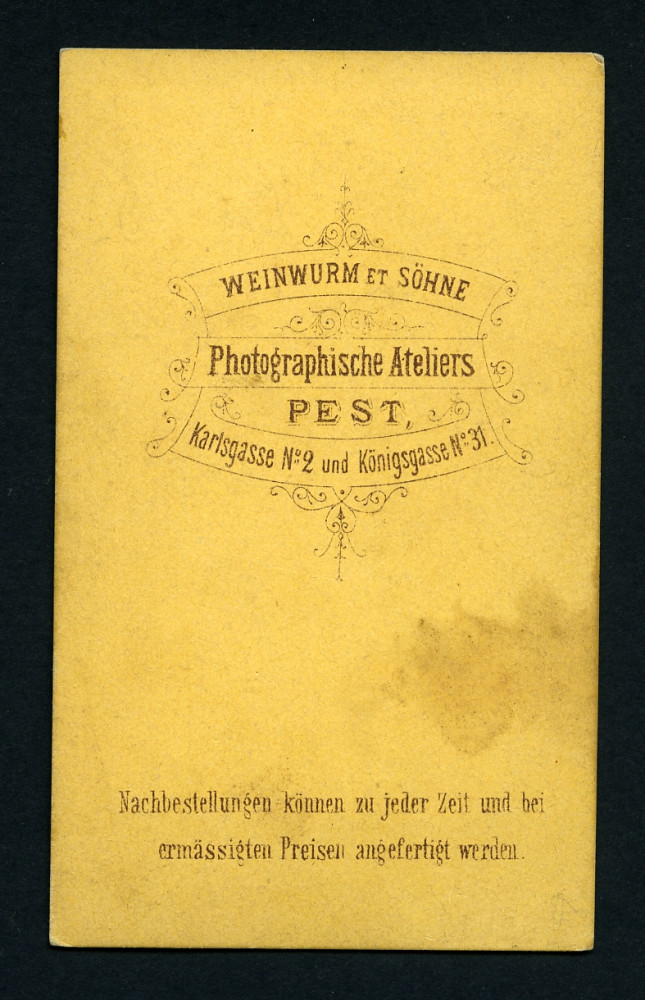 WEINWURM ET SÖHNE
Photographische Ateliers
PEST,
Karlsgasse No 2 und Königsgasse No 31.
Nachbestellungen können zu jeder Zeit und bei
ermässigten Preisen angefertigt werden.